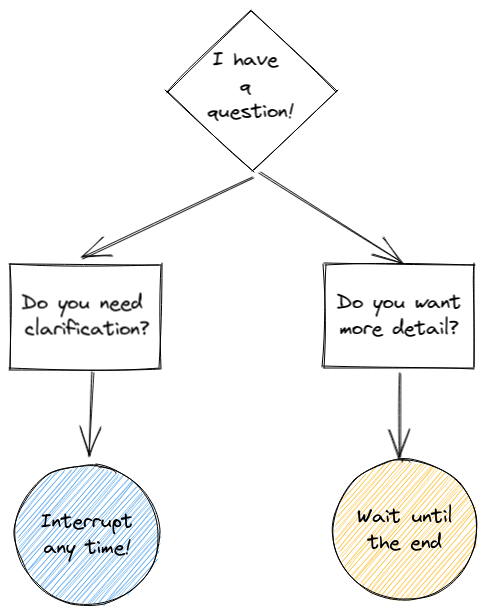 I have
a
question!
Do you need
clarification?
Do you want
more detail?
Interrupt
any time!
Wait until
the end